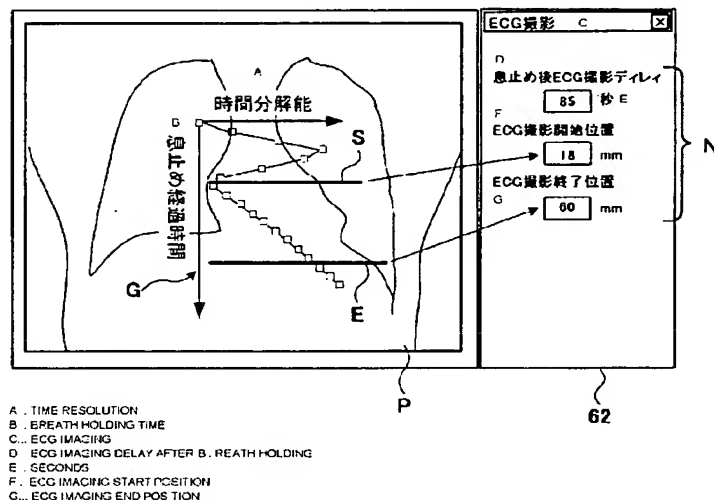 ECG撮影 C
A
時間分解能
B
息止め経過時間
S
G
E
P
D
息止め後ECG撮影ディレィ
85 秒 E
F
ECG撮影開始位置
18 mm
ECG撮影終了位置
G
60 mm
N
62
A . TIME RESOLUTION
B . BREATH HOLDING TIME
C... ECG IMAGING
D ECG IMAGING DELAY AFTER B. REATH HOLDING
E . SECONDS
F . ECG IMAGING START POSITION
G... ECG IMAGING END POSITION